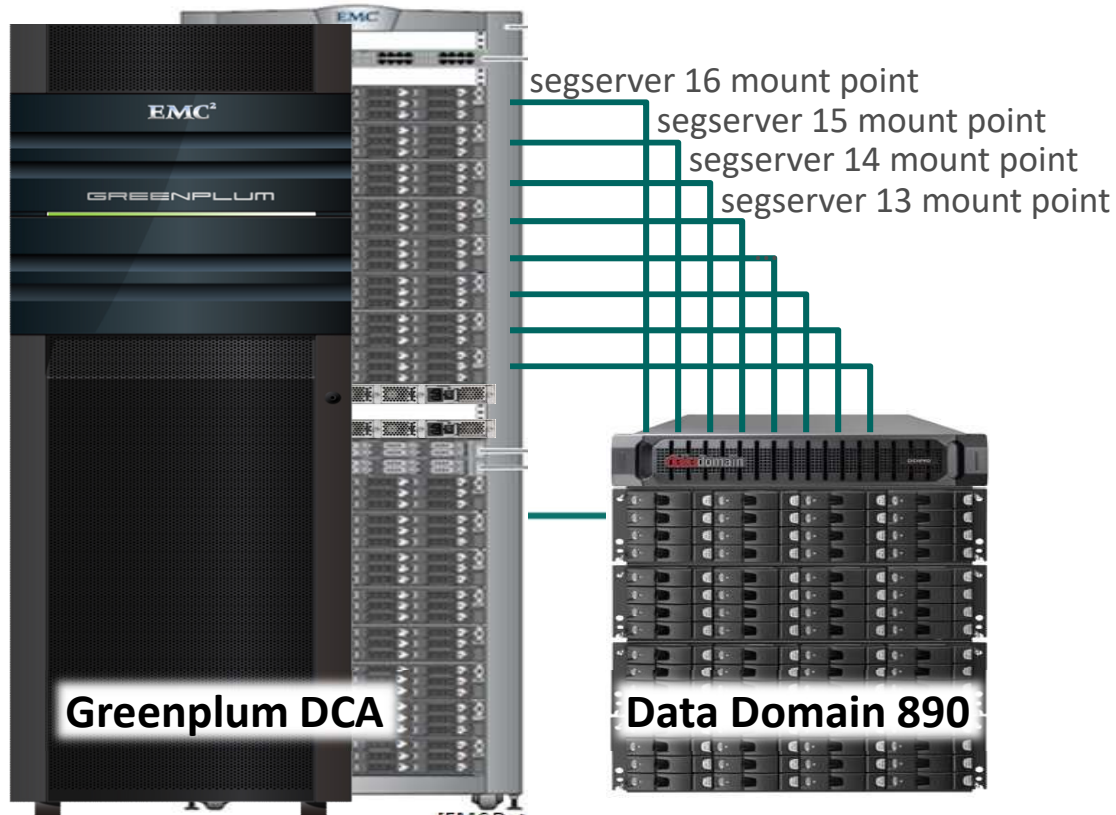 EMC
segserver 16 mount point
EMC²
segserver 15 mount point
segserver 14 mount point
GREENPLUM
segserver 13 mount point
datadomain
Greenplum DCA
Data Domain 890